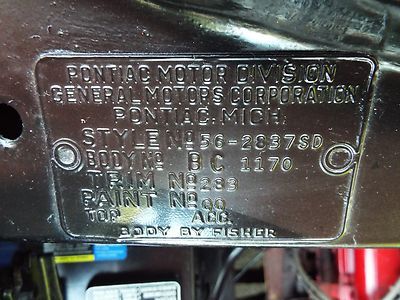 PONTIAC MOTOR DIVISION
GENERAL MOTORS CORPORATION
PONTIAC, MICH.
STYLE No 56-2837SD
BODY No BC 1170
TRIM No 283
PAINT No 00
TOP ACC.
BODY BY FISHER